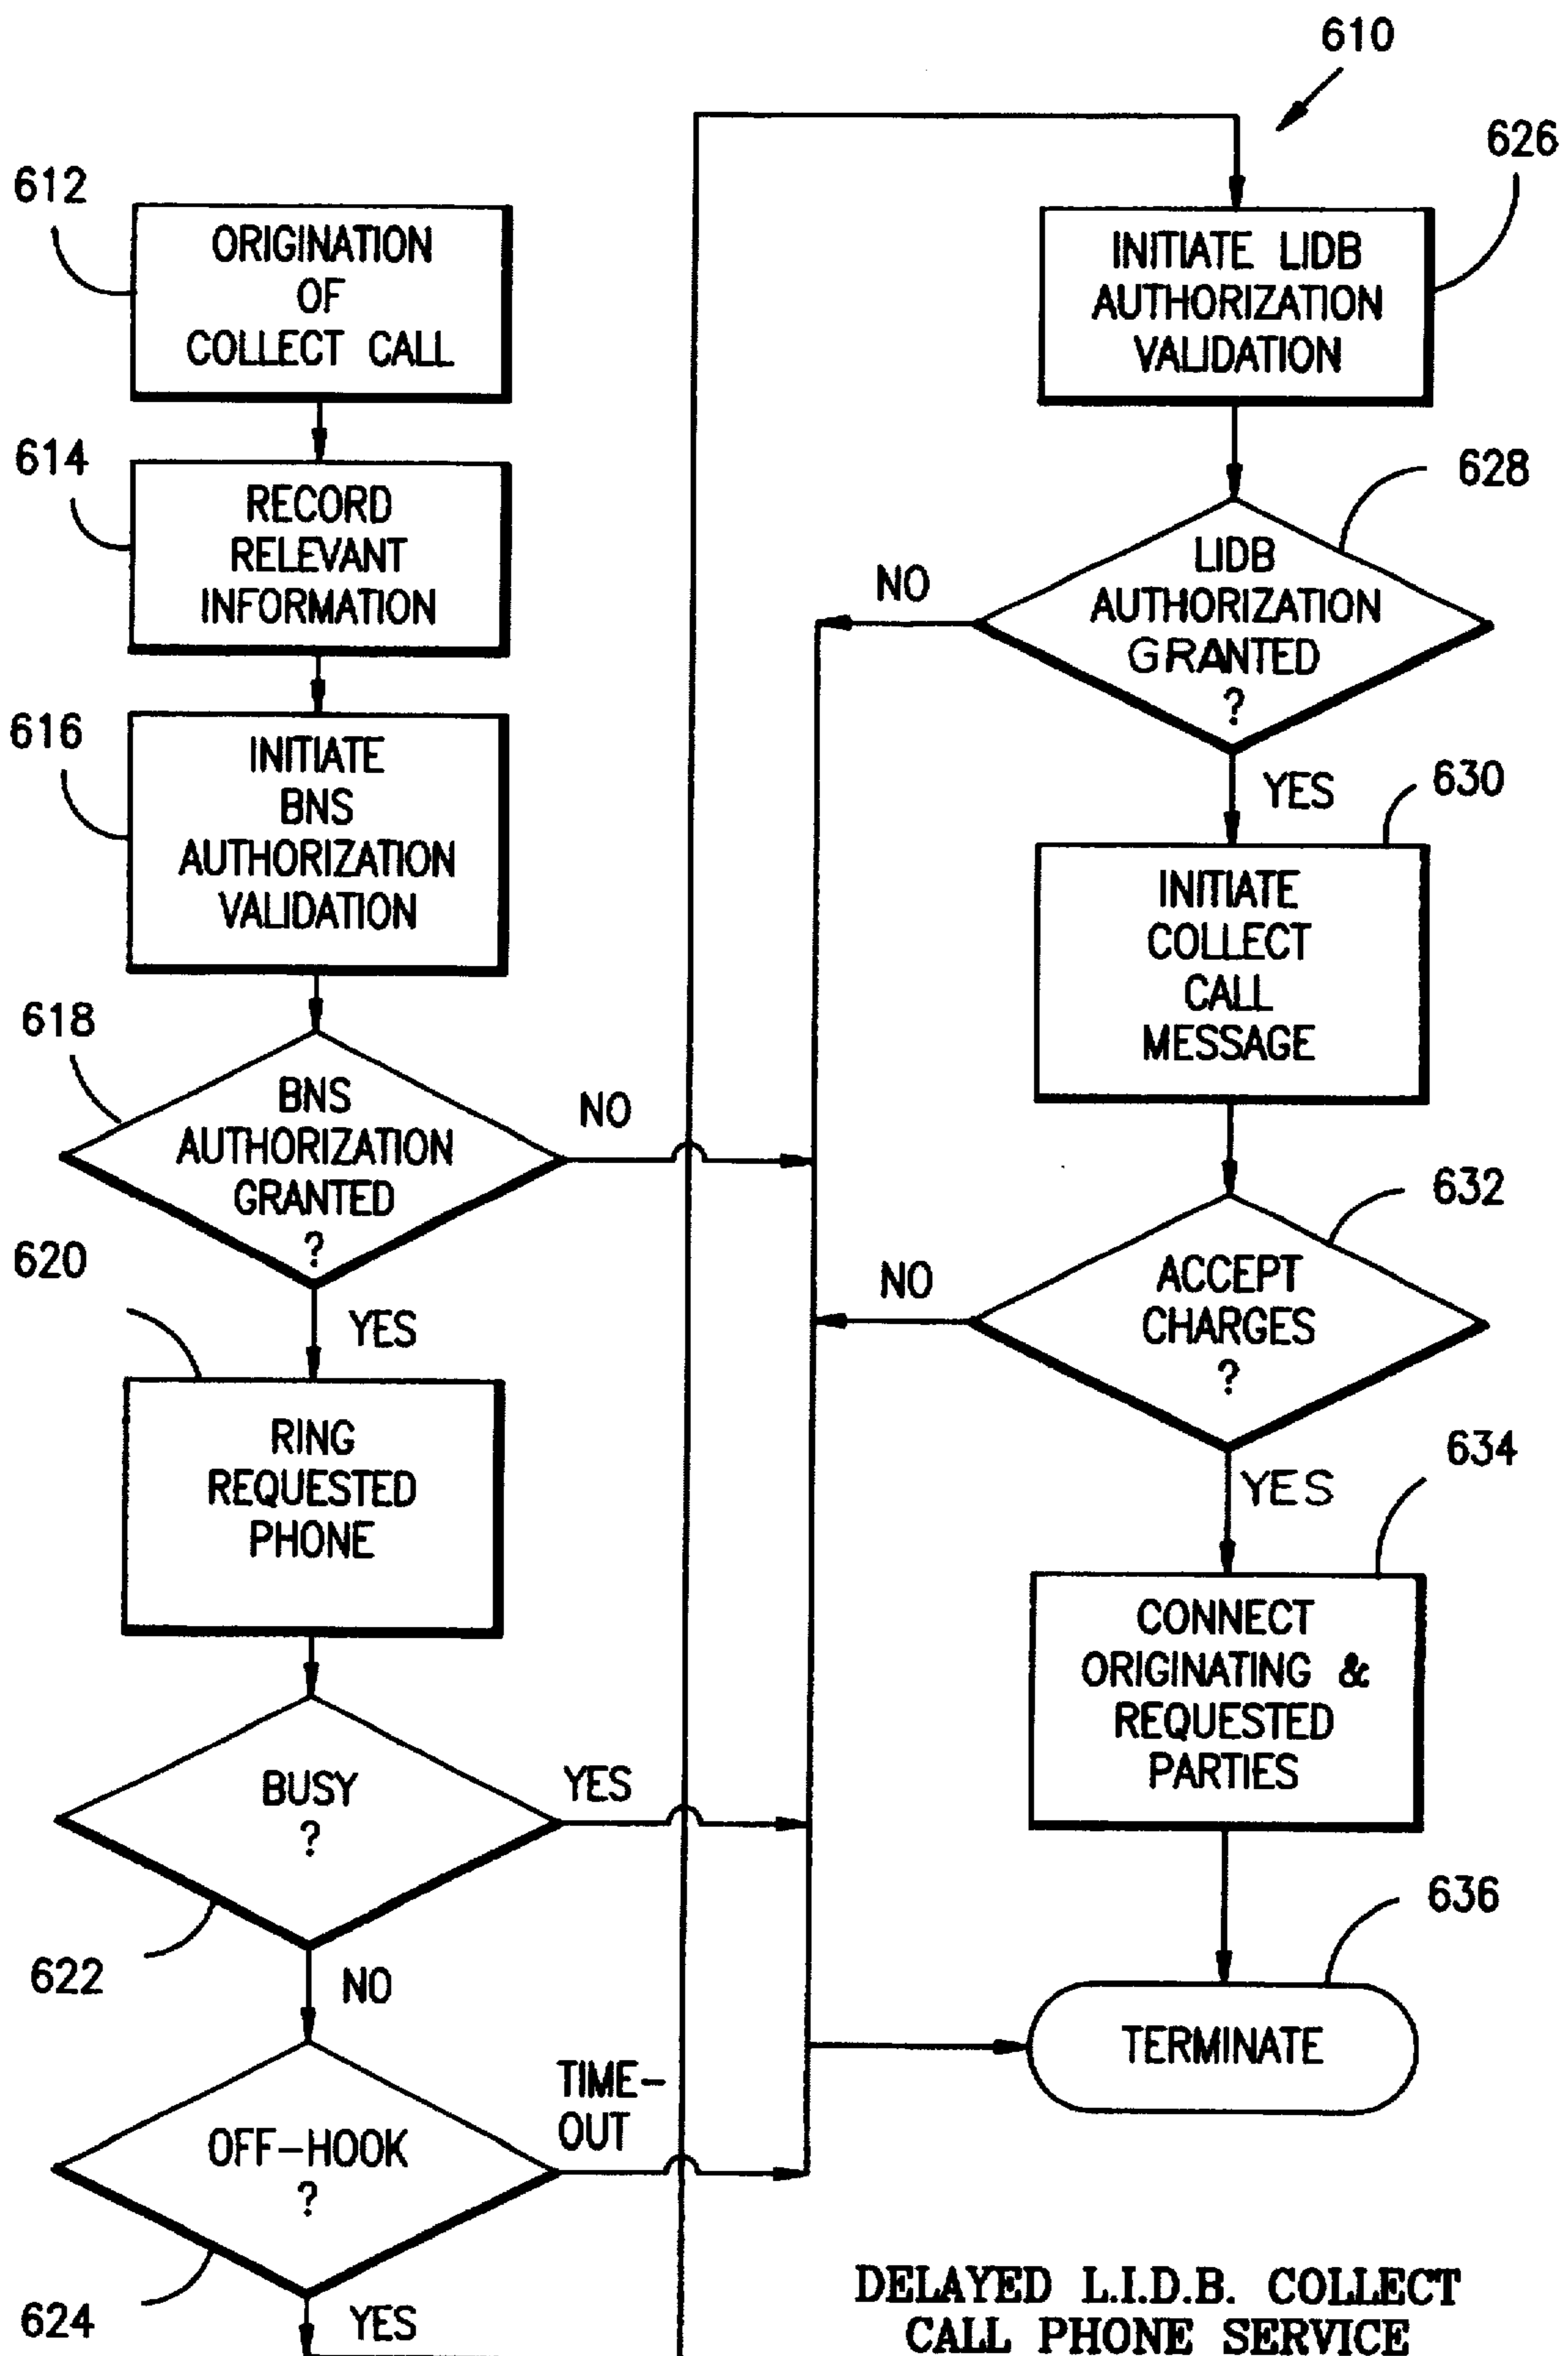 610
612
ORIGINATION
OF
COLLECT CALL
614
RECORD
RELEVANT
INFORMATION
616
INITIATE
BNS
AUTHORIZATION
VALIDATION
618
BNS
AUTHORIZATION
GRANTED
?
NO
YES
620
RING
REQUESTED
PHONE
BUSY
?
YES
622
NO
OFF-HOOK
?
TIME-
OUT
624
YES
626
INITIATE LIDB
AUTHORIZATION
VALIDATION
628
LIDB
AUTHORIZATION
GRANTED
?
NO
YES
630
INITIATE
COLLECT
CALL
MESSAGE
632
ACCEPT
CHARGES
?
NO
YES
634
CONNECT
ORIGINATING &
REQUESTED
PARTIES
636
TERMINATE
DELAYED L.I.D.B. COLLECT
CALL PHONE SERVICE